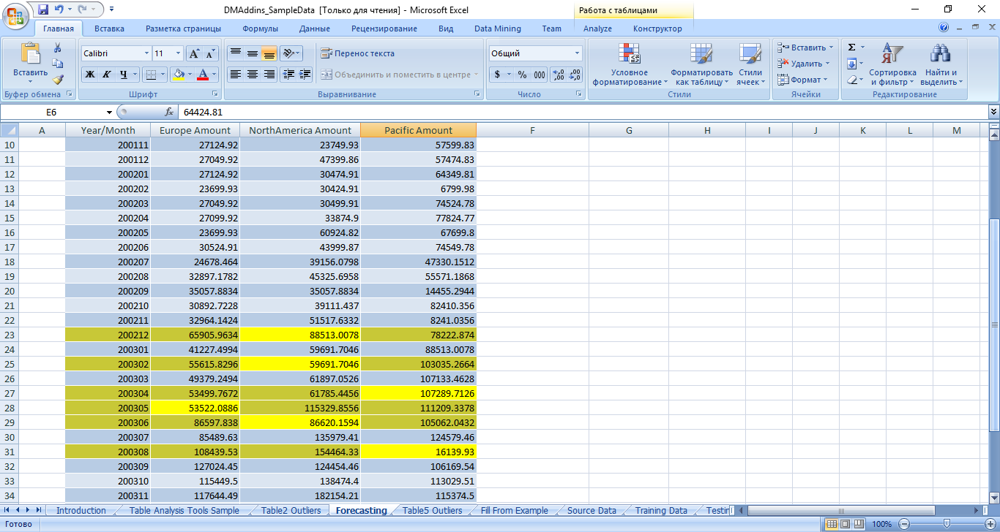 DMAddins_SampleData [Только для чтения] - Microsoft Excel
Работа с таблицами
Главная Вставка Разметка страницы Формулы Данные Рецензирование Вид Data Mining Team Analyze Конструктор
Вставить
Буфер обмена
Calibri 11
Ж К Ч
Шрифт
Перенос текста
Объединить и поместить в центре
Выравнивание
Общий
$ % 000
Число
Условное форматирование
Форматировать как таблицу
Стили ячеек
Стили
Вставить
Удалить
Формат
Ячейки
Σ
Сортировка и фильтр
Найти и выделить
Редактирование
E6 fx 64424.81
A Year/Month Europe Amount NorthAmerica Amount Pacific Amount F G H I J K L M
10 200111 27124.92 23749.93 57599.83
11 200112 27049.92 47399.86 57474.83
12 200201 27124.92 30474.91 64349.81
13 200202 23699.93 30424.91 6799.98
14 200203 27049.92 30499.91 74524.78
15 200204 27099.92 33874.9 77824.77
16 200205 23699.93 60924.82 67699.8
17 200206 30524.91 43999.87 74549.78
18 200207 24678.464 39156.0798 47330.1512
19 200208 32897.1782 45325.6958 55571.1868
20 200209 35057.8834 35057.8834 14455.2944
21 200210 30892.7228 39111.437 82410.356
22 200211 32964.1424 51517.6332 8241.0356
23 200212 65905.9634 88513.0078 78222.874
24 200301 41227.4994 59691.7046 88513.0078
25 200302 55615.8296 59691.7046 103035.2664
26 200303 49379.2494 61897.0526 107133.4628
27 200304 53499.7672 61785.4456 107289.7126
28 200305 53522.0886 115329.8556 111209.3378
29 200306 86597.838 86620.1594 105062.0432
30 200307 85489.63 135979.41 124579.46
31 200308 108439.53 154464.33 16139.93
32 200309 127024.45 124454.46 106169.54
33 200310 115449.5 138474.4 113029.51
34 200311 117644.49 182154.21 115374.5
Introduction Table Analysis Tools Sample Table2 Outliers Forecasting Table5 Outliers Fill From Example Source Data Training Data Testin
Готово 100%